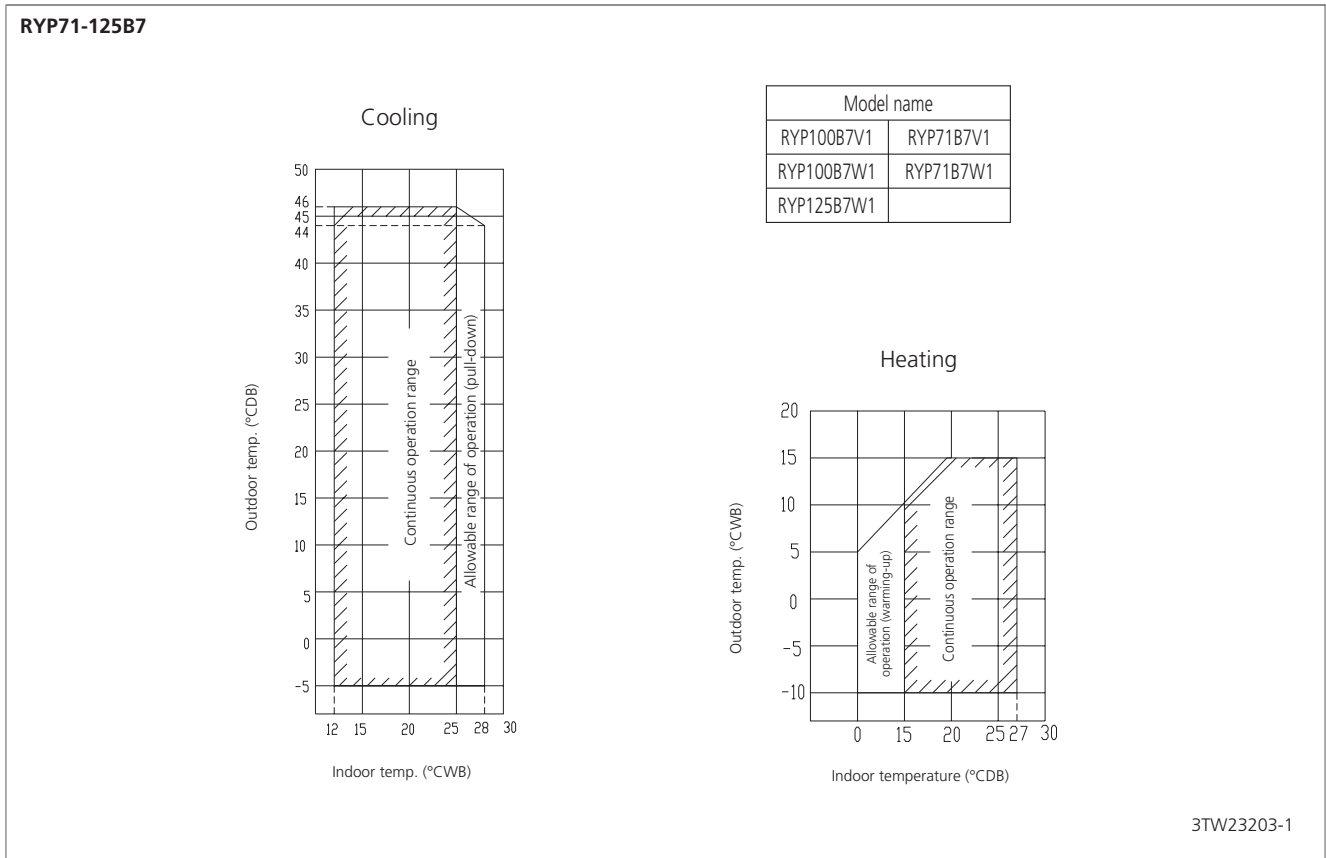 RYP71-125B7
Cooling
50
46
45
44
40
35
30
25
20
15
10
5
0
-5
12 15 20 25 28 30
Outdoor temp. (°CDB)
Continuous operation range
Allowable range of operation (pull-down)
Indoor temp. (°CWB)
Model name
RYP100B7V1 RYP71B7V1
RYP100B7W1 RYP71B7W1
RYP125B7W1
Heating
20
15
10
5
0
-5
-10
0 15 20 25 27 30
Outdoor temp. (°CWB)
Allowable range of
operation (warming-up)
Continuous operation range
Indoor temperature (°CDB)
3TW23203-1